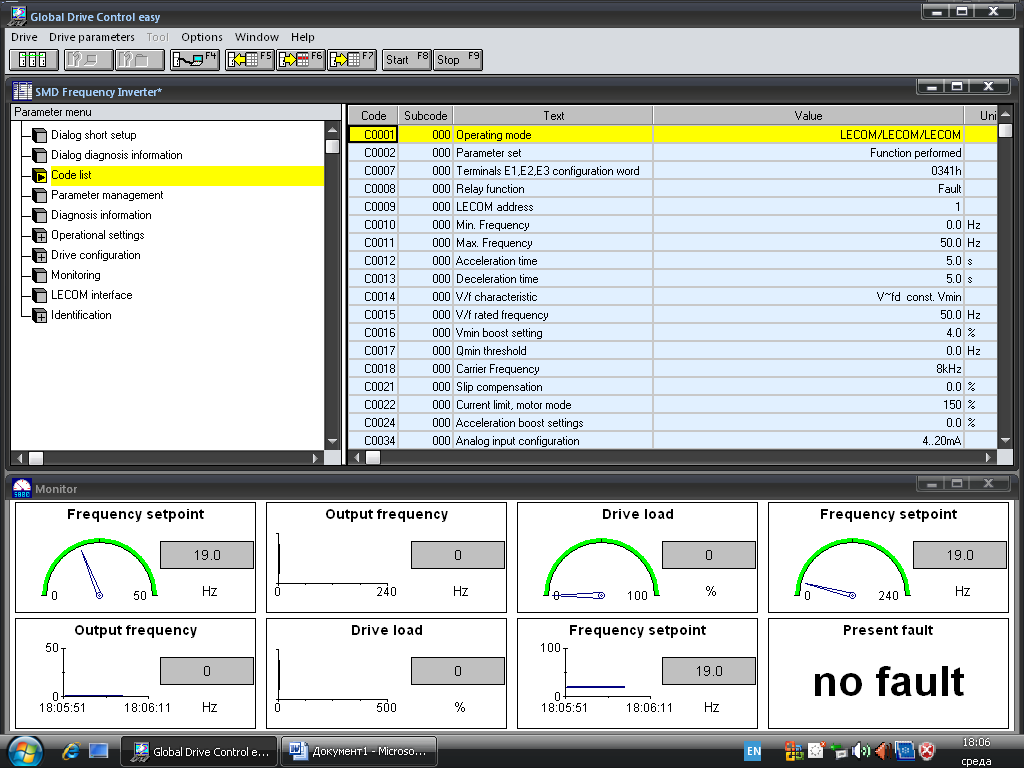 Global Drive Control easy
Drive Drive parameters Tool Options Window Help
F4 F5 F6 F7 Start F8 Stop F9
SMD Frequency Inverter*
Parameter menu
Dialog short setup
Dialog diagnosis information
Code list
Parameter management
Diagnosis information
Operational settings
Drive configuration
Monitoring
LECOM interface
Identification
Code Subcode Text Value Uni
C0001 000 Operating mode LECOM/LECOM/LECOM
C0002 000 Parameter set Function performed
C0007 000 Terminals E1,E2,E3 configuration word 0341h
C0008 000 Relay function Fault
C0009 000 LECOM address 1
C0010 000 Min. Frequency 0.0 Hz
C0011 000 Max. Frequency 50.0 Hz
C0012 000 Acceleration time 5.0 s
C0013 000 Deceleration time 5.0 s
C0014 000 V/f characteristic V~fd const. Vmin
C0015 000 V/f rated frequency 50.0 Hz
C0016 000 Vmin boost setting 4.0 %
C0017 000 Qmin threshold 0.0 Hz
C0018 000 Carrier Frequency 8kHz
C0021 000 Slip compensation 0.0 %
C0022 000 Current limit, motor mode 150 %
C0024 000 Acceleration boost settings 0.0 %
C0034 000 Analog input configuration 4..20mA
Monitor
Frequency setpoint
19.0
0 50 Hz
Output frequency
0
0 240 Hz
Drive load
0
0 100 %
Frequency setpoint
19.0
0 240 Hz
Output frequency
50
0
0
18:05:51 18:06:11 Hz
Drive load
0
0 500 %
Frequency setpoint
100
19.0
0
18:05:51 18:06:11 Hz
Present fault
no fault
Global Drive Control e... Документ1 - Microso... EN 18:06
среда